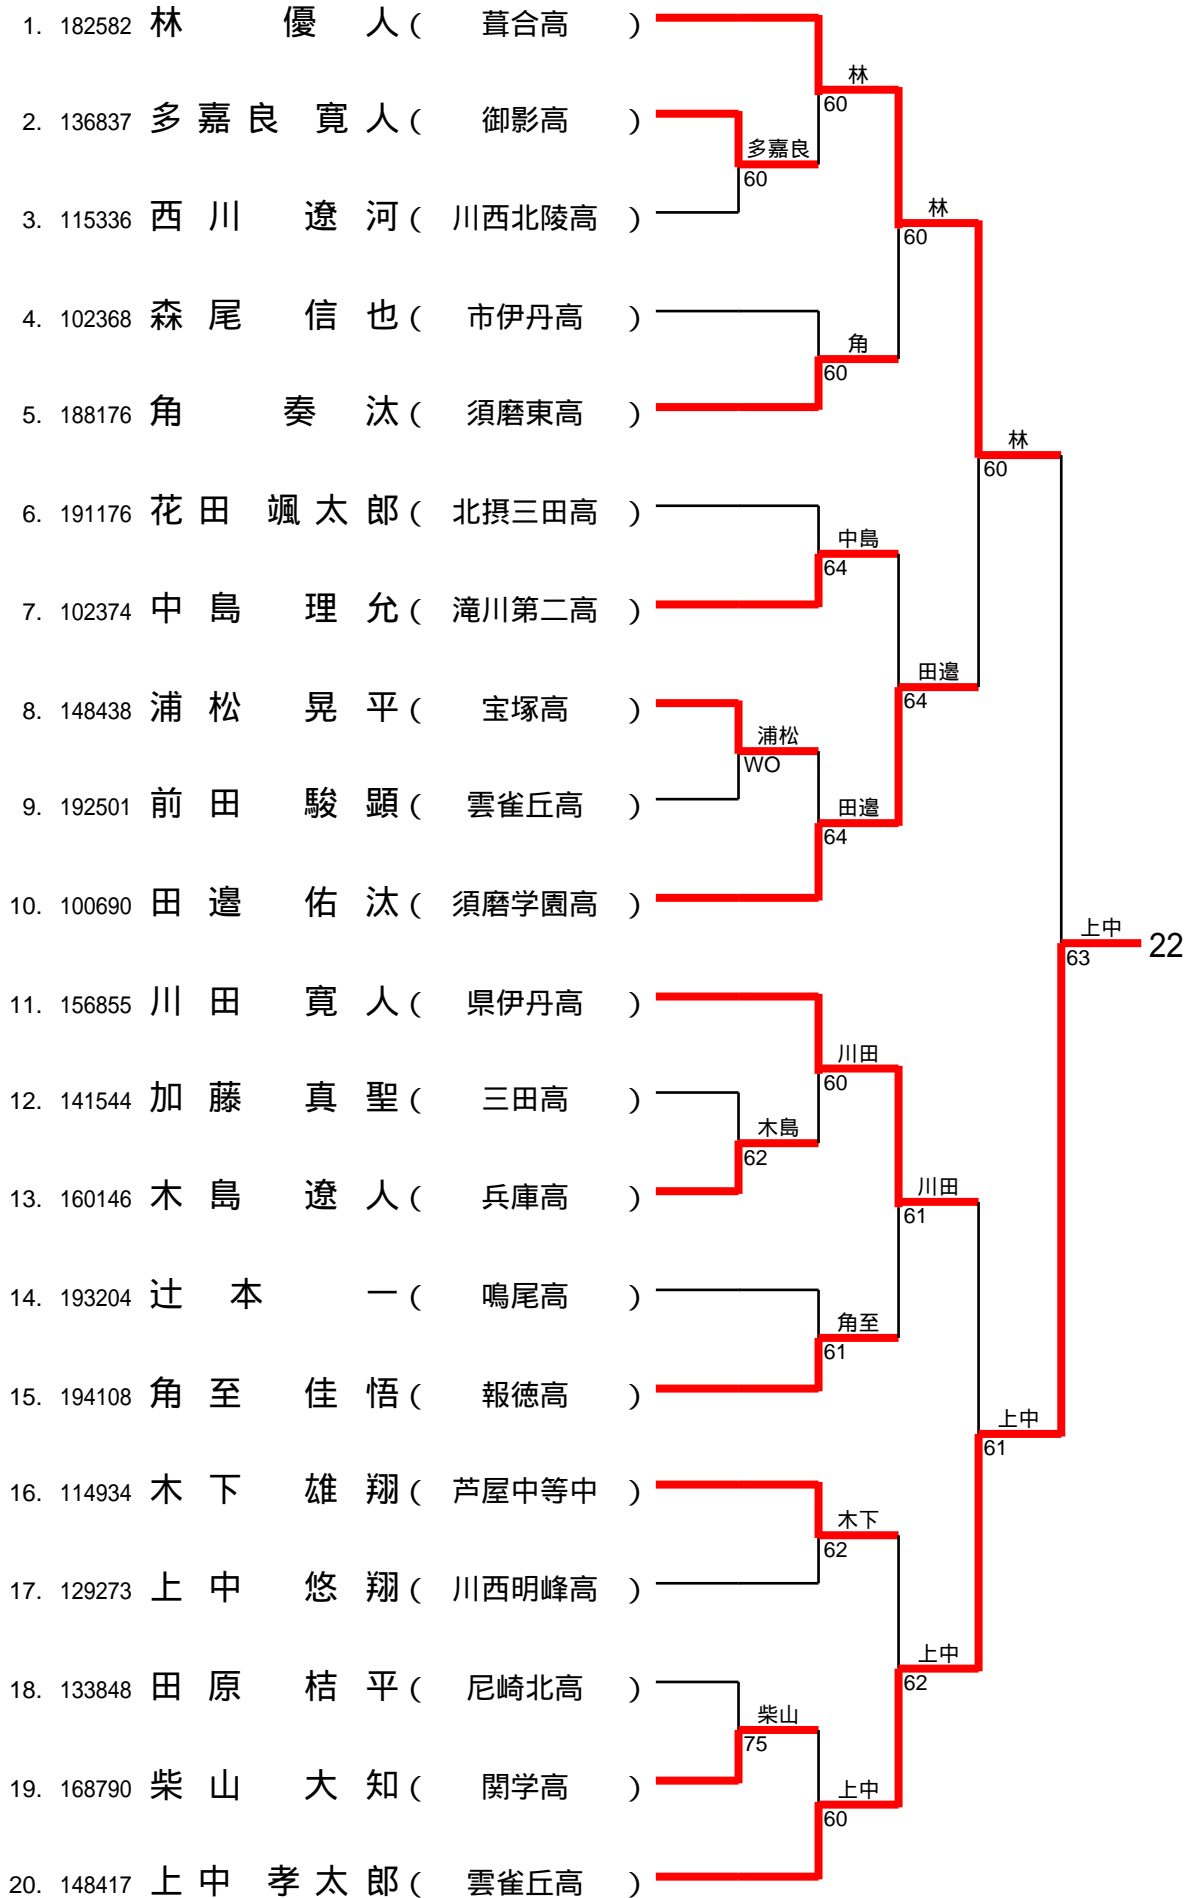 1. 182582 林 優 人 ( 葺合高 )
林
60
2. 136837 多 嘉 良 寛 人 ( 御影高 )
多嘉良
60
3. 115336 西 川 遼 河 ( 川西北陵高 )
林
60
4. 102368 森 尾 信 也 ( 市伊丹高 )
角
60
5. 188176 角 奏 汰 ( 須磨東高 )
林
60
6. 191176 花 田 颯 太 郎 ( 北摂三田高 )
中島
64
7. 102374 中 島 理 允 ( 滝川第二高 )
田邉
64
8. 148438 浦 松 晃 平 ( 宝塚高 )
浦松
WO
9. 192501 前 田 駿 顕 ( 雲雀丘高 )
田邉
64
10. 100690 田 邉 佑 汰 ( 須磨学園高 )
上中
63
22
11. 156855 川 田 寛 人 ( 県伊丹高 )
川田
60
12. 141544 加 藤 真 聖 ( 三田高 )
木島
62
13. 160146 木 島 遼 人 ( 兵庫高 )
川田
61
14. 193204 辻 本 一 ( 鳴尾高 )
角至
61
15. 194108 角 至 佳 悟 ( 報徳高 )
上中
61
16. 114934 木 下 雄 翔 ( 芦屋中等中 )
木下
62
17. 129273 上 中 悠 翔 ( 川西明峰高 )
上中
62
18. 133848 田 原 桔 平 ( 尼崎北高 )
柴山
75
19. 168790 柴 山 大 知 ( 関学高 )
上中
60
20. 148417 上 中 孝 太 郎 ( 雲雀丘高 )